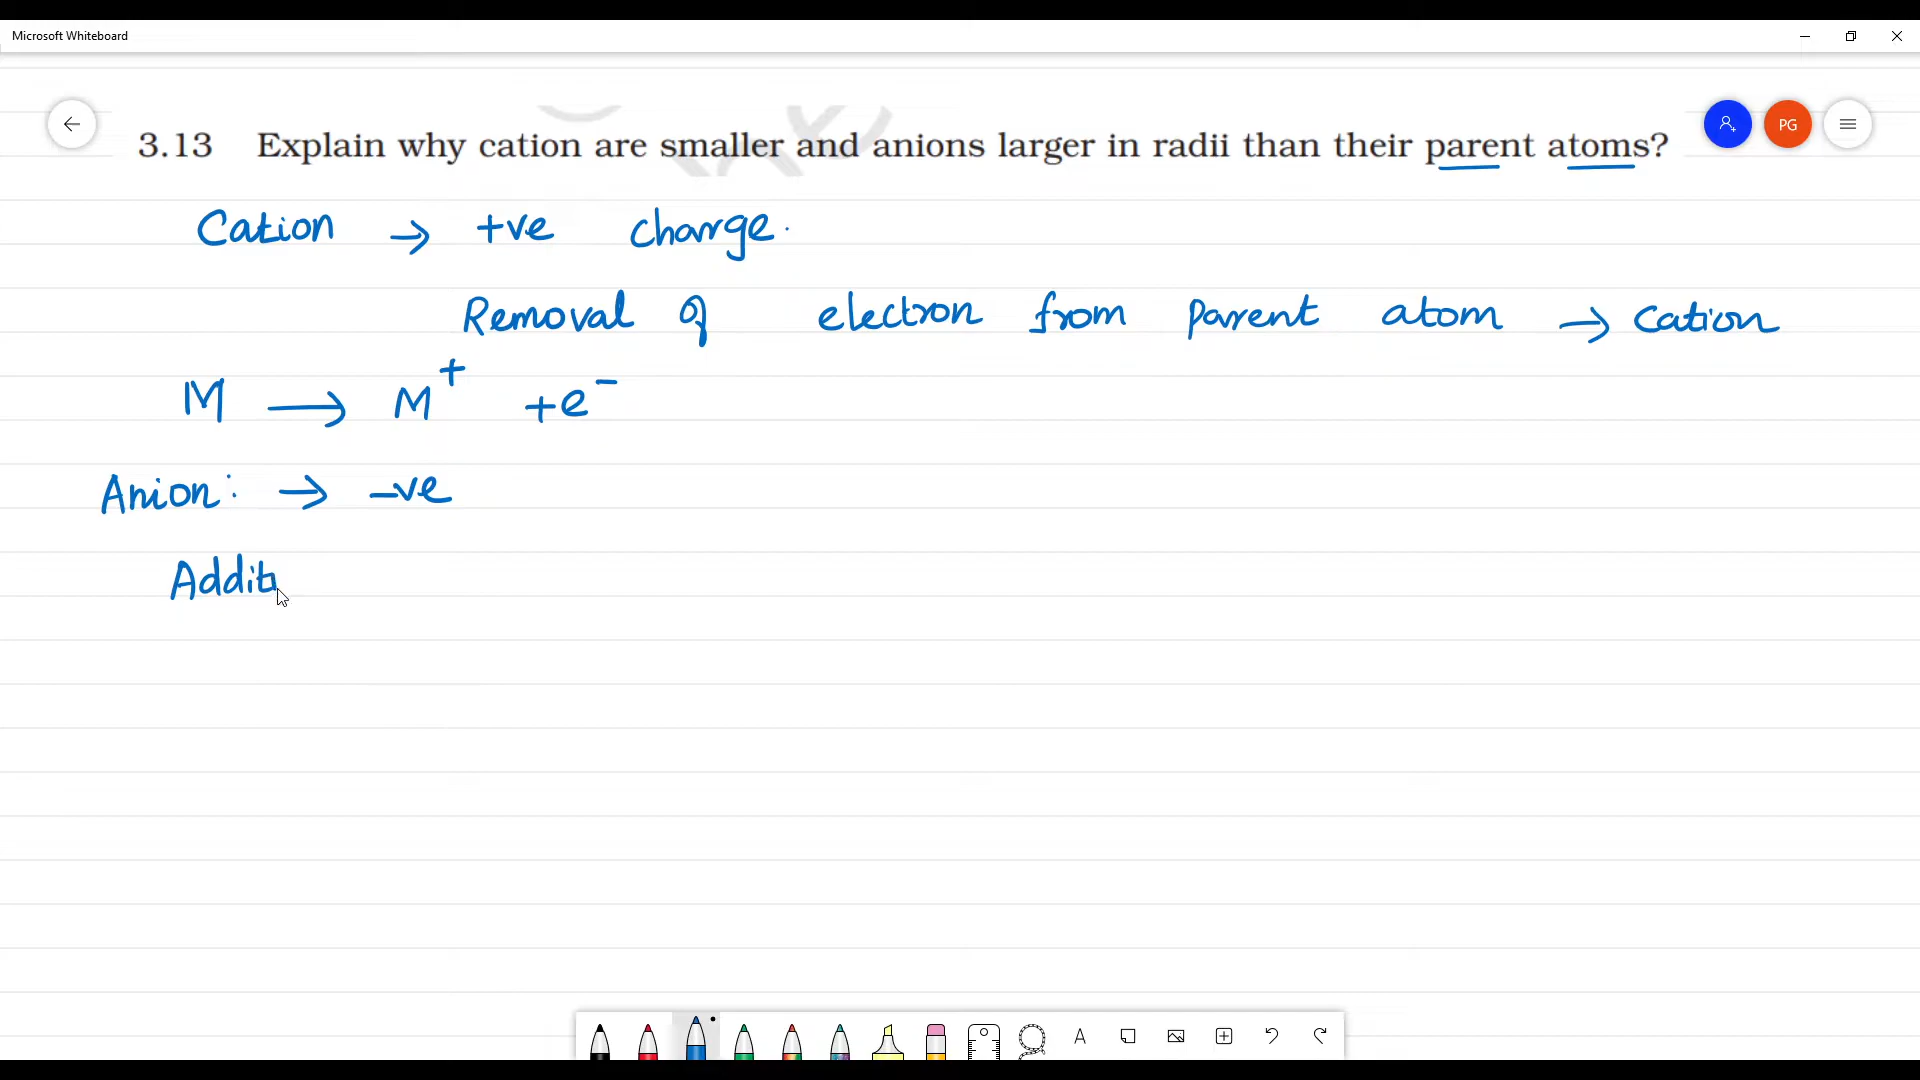 Microsoft Whiteboard
PG
3.13 Explain why cation are smaller and anions larger in radii than their parent atoms?
Cation → +ve charge.
Removal of electron from parent atom → cation
M ⟶ M⁺ + e⁻
Anion: → -ve
Addit
A